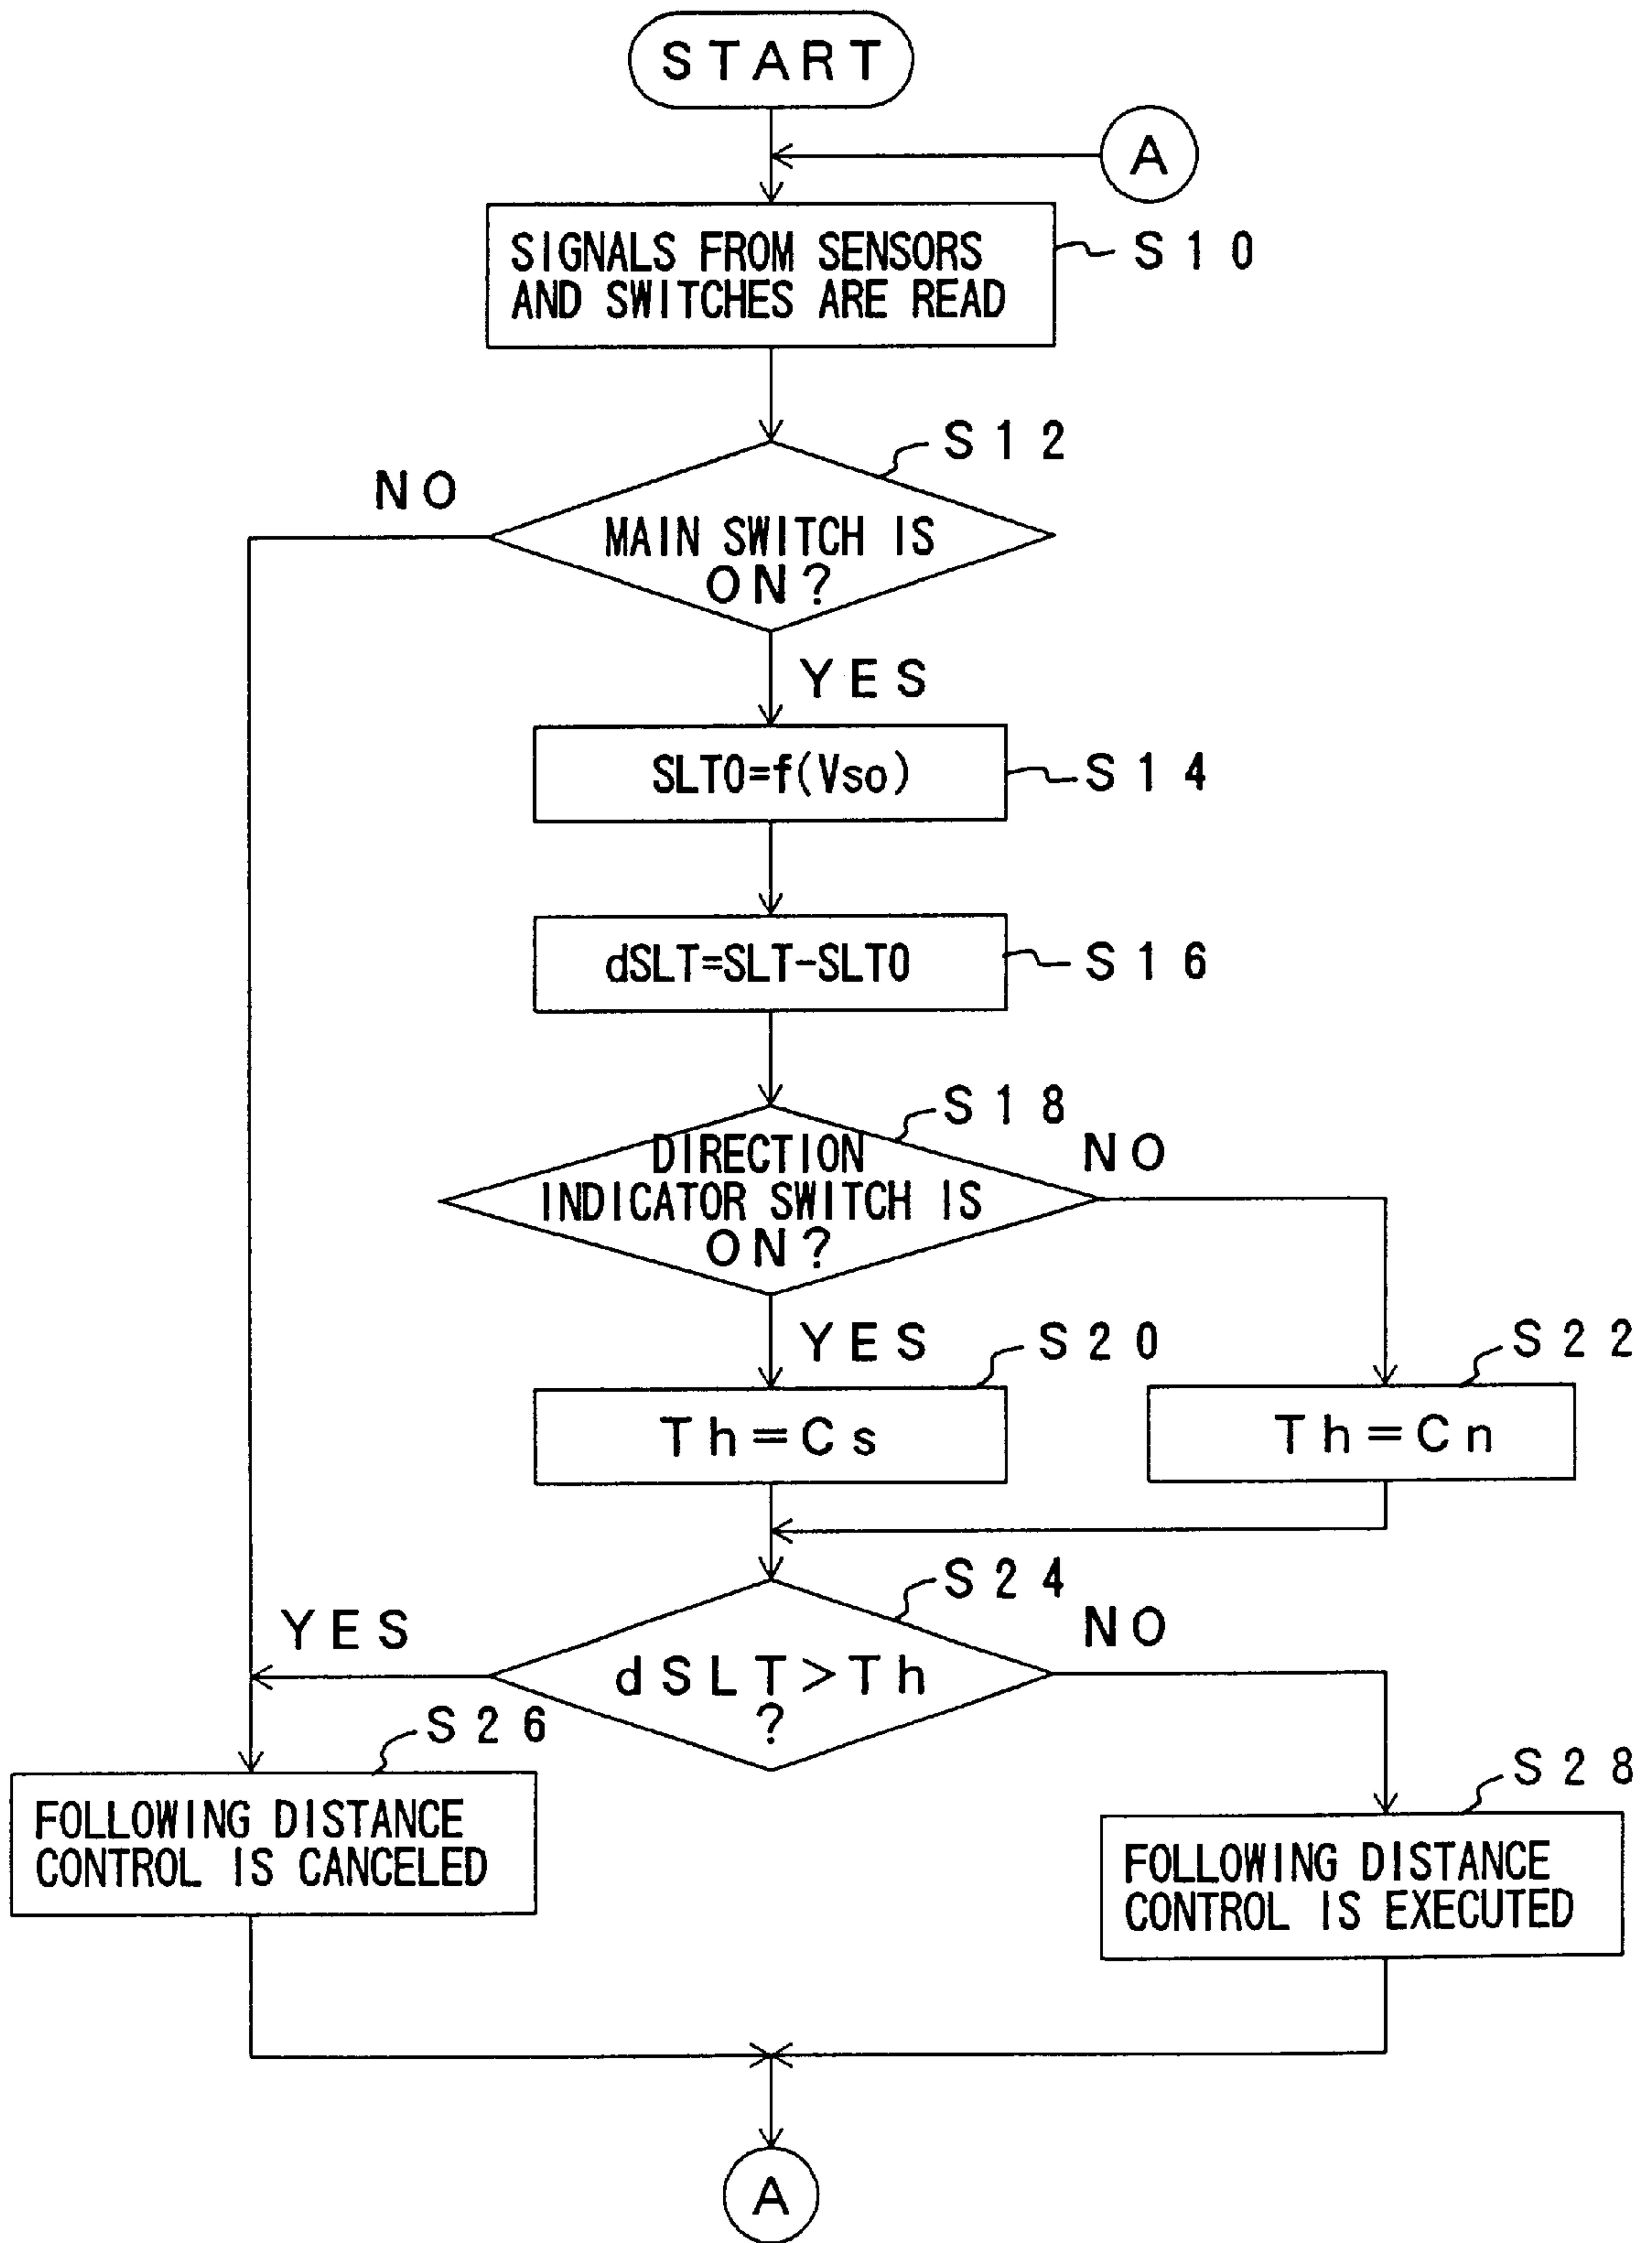 START
A
SIGNALS FROM SENSORS
AND SWITCHES ARE READ
S10
S12
NO
MAIN SWITCH IS
ON?
YES
SLT0=f(Vso)
S14
dSLT=SLT-SLT0
S16
S18
DIRECTION
INDICATOR SWITCH IS
ON?
NO
YES
S20
S22
Th=Cs
Th=Cn
S24
YES
NO
dSLT>Th
?
S26
S28
FOLLOWING DISTANCE
CONTROL IS CANCELED
FOLLOWING DISTANCE
CONTROL IS EXECUTED
A